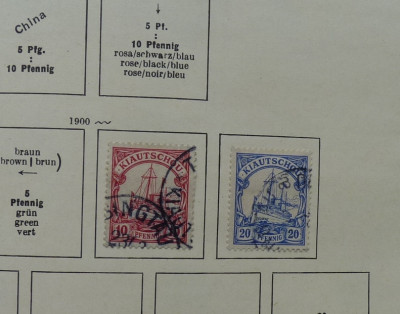 China
5 Pfg.
:
10 Pfennig
5 Pf.
:
10 Pfennig
rosa/schwarz/blau
rose/black/blue
rose/noir/bleu
1900
braun
brown | brun)
5
Pfennig
grün
green
vert
KIAUTSCHOU
10 PFENNIG 10
KIAUTSCHOU
20 PFENNIG 20